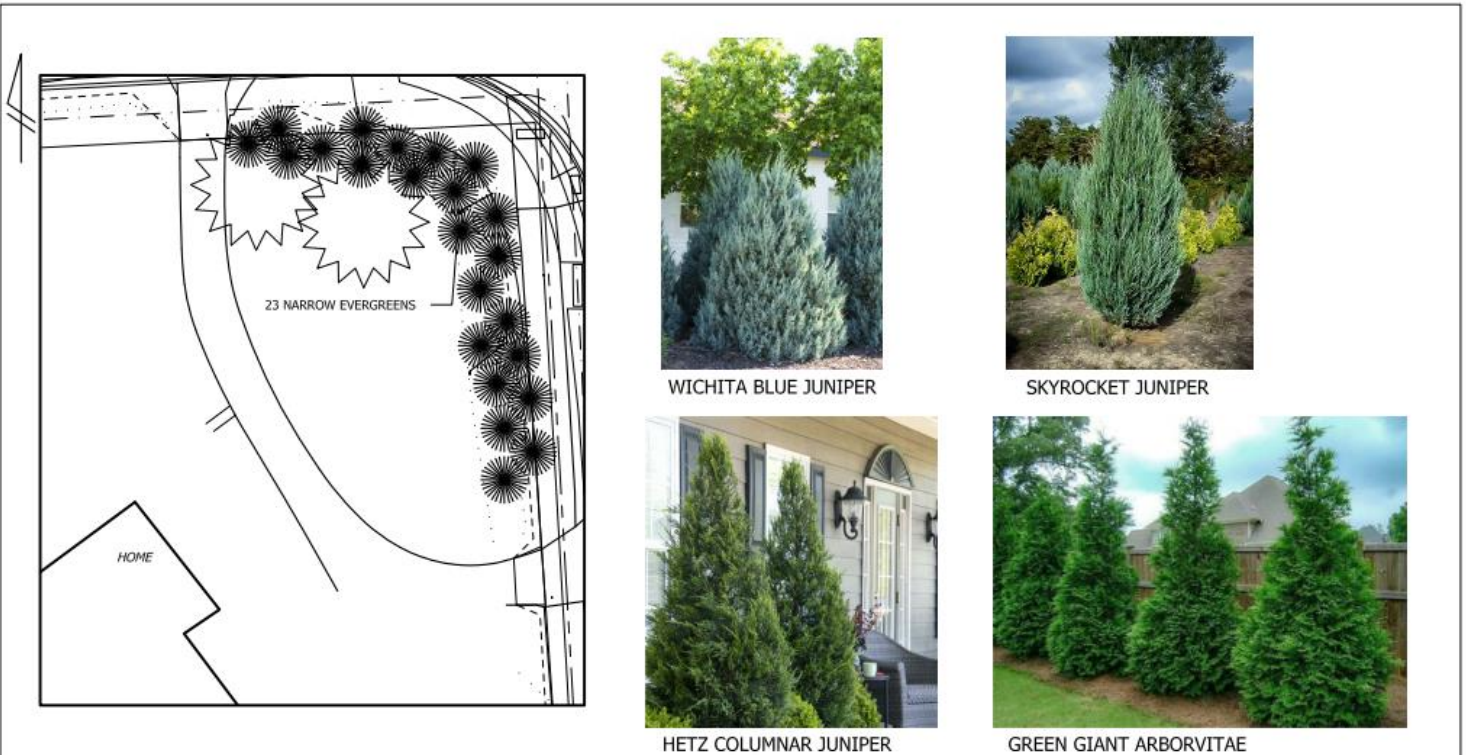 23 NARROW EVERGREENS
HOME
WICHITA BLUE JUNIPER
SKYROCKET JUNIPER
HETZ COLUMNAR JUNIPER
GREEN GIANT ARBORVITAE